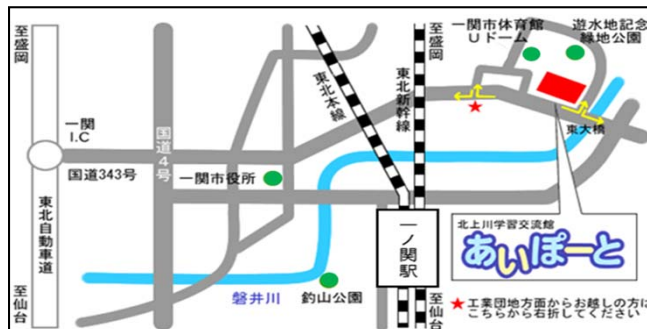 至盛岡
一関
I.C
国道343号
東北自動車道
至仙台
国道4号
一関市役所
磐井川
釣山公園
東北本線
東北新幹線
至盛岡
一ノ関駅
至仙台
一関市体育館
Uドーム
遊水地記念
緑地公園
東大橋
北上川学習交流館
あいぽーと
★
★工業団地方面からお越しの方は
こちらから右折してください